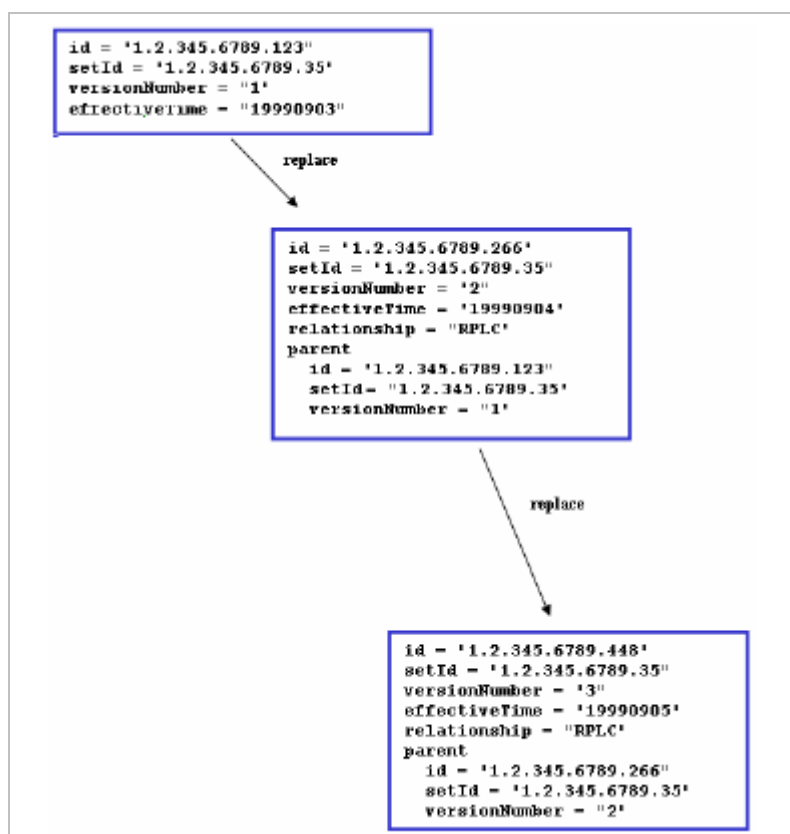 id = "1.2.345.6789.123"
setId = "1.2.345.6789.35"
versionNumber = "1"
effectiveTime = "19990903"
replace
id = "1.2.345.6789.266"
setId = "1.2.345.6789.35"
versionNumber = "2"
effectiveTime = "19990904"
relationship = "RPLC"
parent
id = "1.2.345.6789.123"
setId= "1.2.345.6789.35"
versionNumber = "1"
replace
id = "1.2.345.6789.448"
setId = "1.2.345.6789.35"
versionNumber = "3"
effectiveTime = "19990905"
relationship = "RPLC"
parent
id = "1.2.345.6789.266"
setId = "1.2.345.6789.35"
versionNumber = "2"